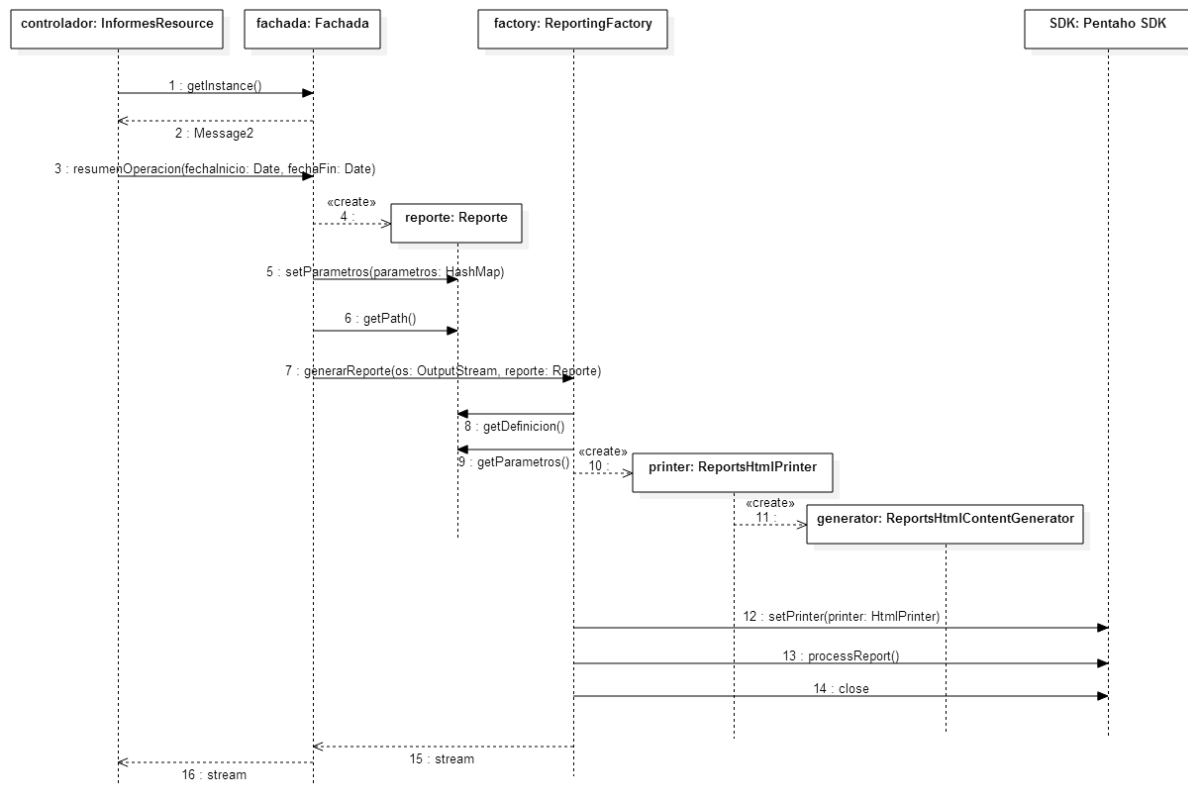 controlador: InformesResource
fachada: Fachada
factory: ReportingFactory
SDK: Pentaho SDK
1 : getInstance()
2 : Message2
3 : resumenOperacion(fechaInicio: Date, fechaFin: Date)
«create»
4 :
reporte: Reporte
5 : setParametros(parametros: HashMap)
6 : getPath()
7 : generarReporte(os: OutputStream, reporte: Reporte)
8 : getDefinicion()
9 : getParametros()
«create»
10 :
printer: ReportsHtmlPrinter
«create»
11 :
generator: ReportsHtmlContentGenerator
12 : setPrinter(printer: HtmlPrinter)
13 : processReport()
14 : close
15 : stream
16 : stream